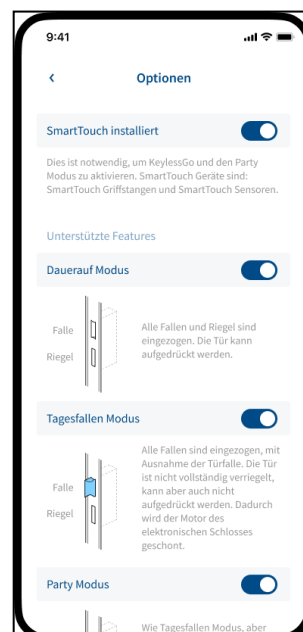 9:41
Optionen
SmartTouch installiert
Dies ist notwendig, um KeylessGo und den Party
Modus zu aktivieren. SmartTouch Geräte sind:
SmartTouch Griffstangen und SmartTouch Sensoren.
Unterstützte Features
Dauerauf Modus
Falle
Riegel
Alle Fallen und Riegel sind
eingezogen. Die Tür kann
aufgedrückt werden.
Tagesfallen Modus
Falle
Riegel
Alle Fallen sind eingezogen, mit
Ausnahme der Türfalle. Die Tür
ist nicht vollständig verriegelt,
kann aber auch nicht
aufgedrückt werden. Dadurch
wird der Motor des
elektronischen Schlosses
geschont.
Party Modus
Wie Tagesfallen Modus, aber